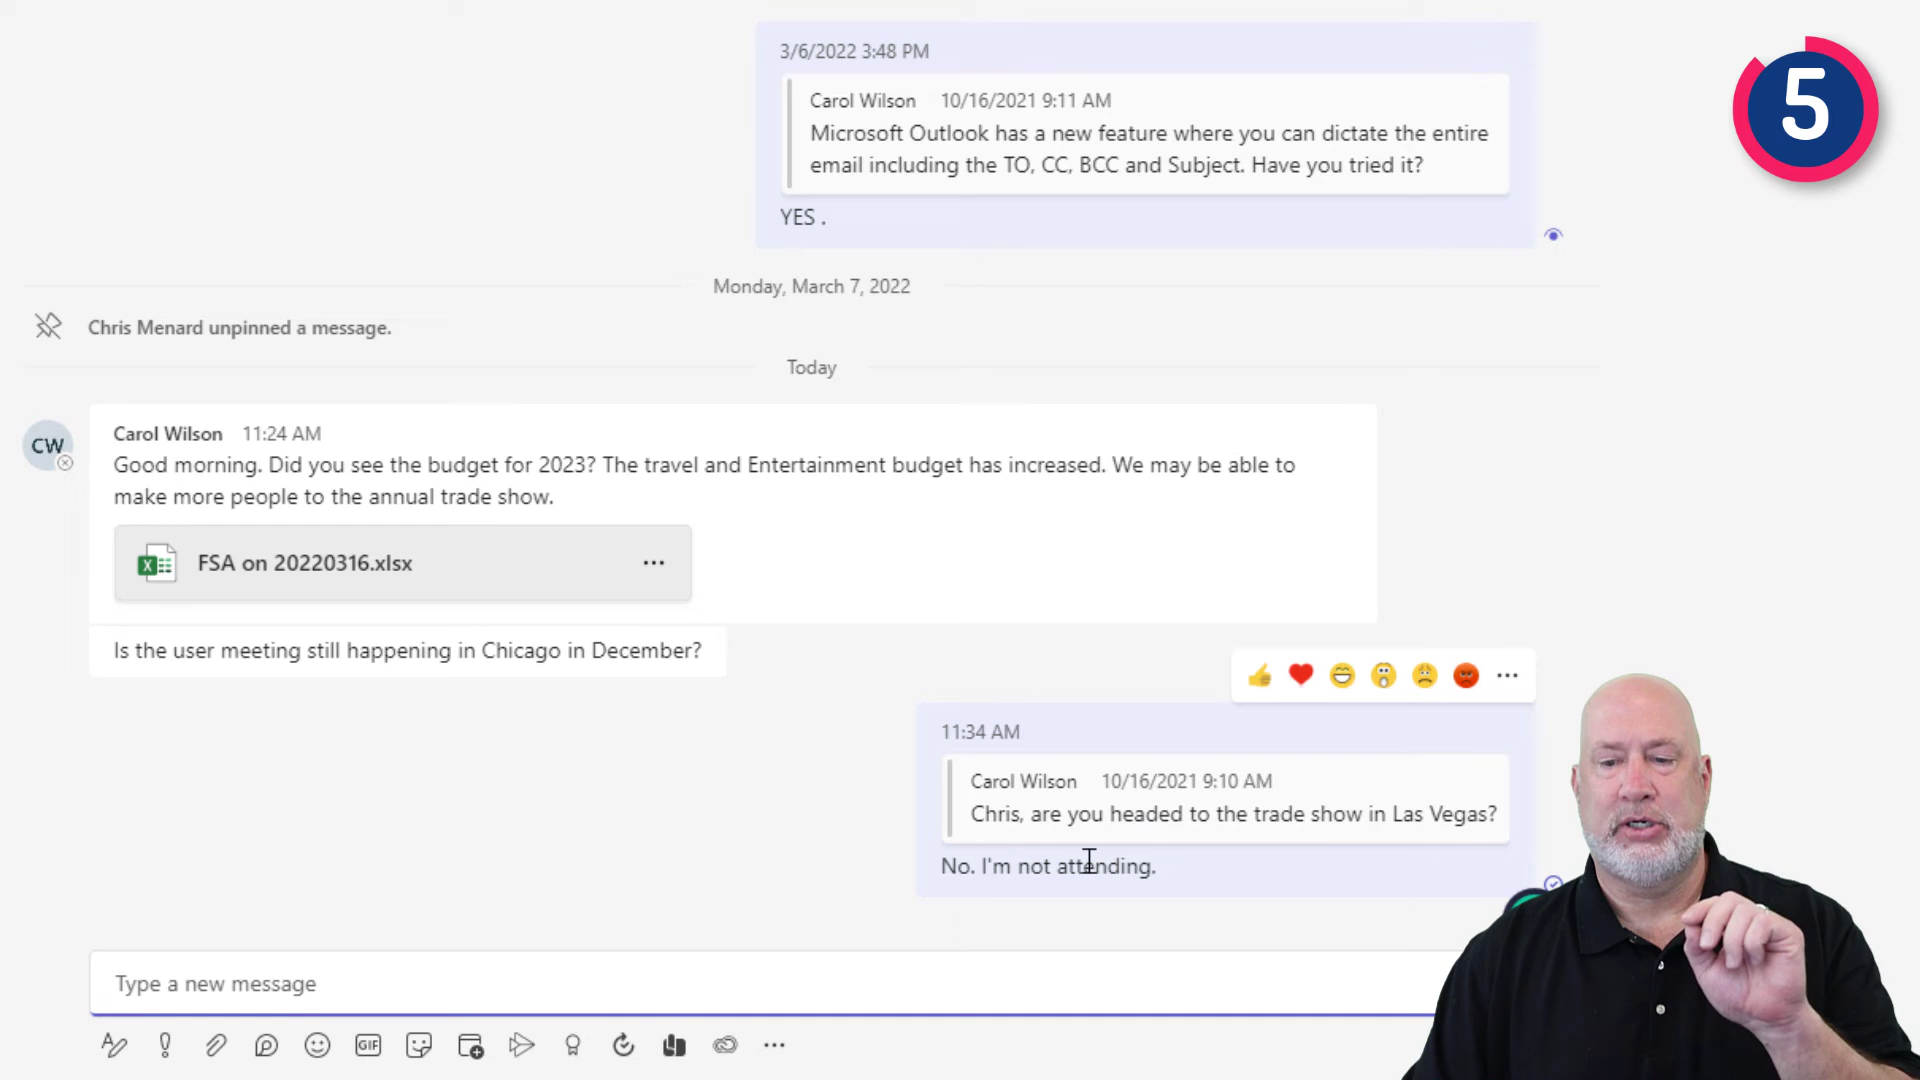 3/6/2022 3:48 PM
5
Carol Wilson 10/16/2021 9:11 AM
Microsoft Outlook has a new feature where you can dictate the entire
email including the TO, CC, BCC and Subject. Have you tried it?
YES .
Monday, March 7, 2022
Chris Menard unpinned a message.
Today
CW
Carol Wilson 11:24 AM
Good morning. Did you see the budget for 2023? The travel and Entertainment budget has increased. We may be able to
make more people to the annual trade show.
FSA on 20220316.xlsx
Is the user meeting still happening in Chicago in December?
11:34 AM
Carol Wilson 10/16/2021 9:10 AM
Chris, are you headed to the trade show in Las Vegas?
No. I'm not attending.
Type a new message
GIF